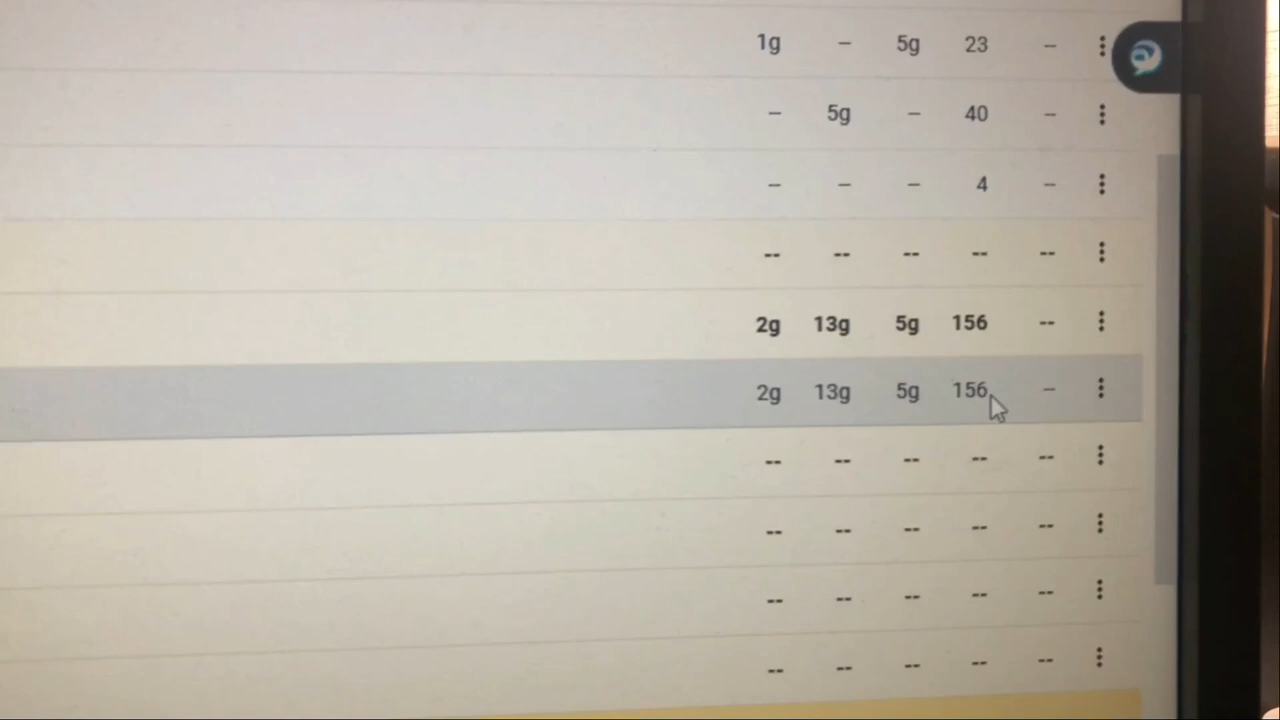 1g – 5g 23 –
– 5g – 40 –
– – – 4 –
-- -- -- -- --
2g 13g 5g 156 --
2g 13g 5g 156 –
-- -- -- -- --
-- -- -- -- --
-- -- -- -- --
-- -- -- -- --